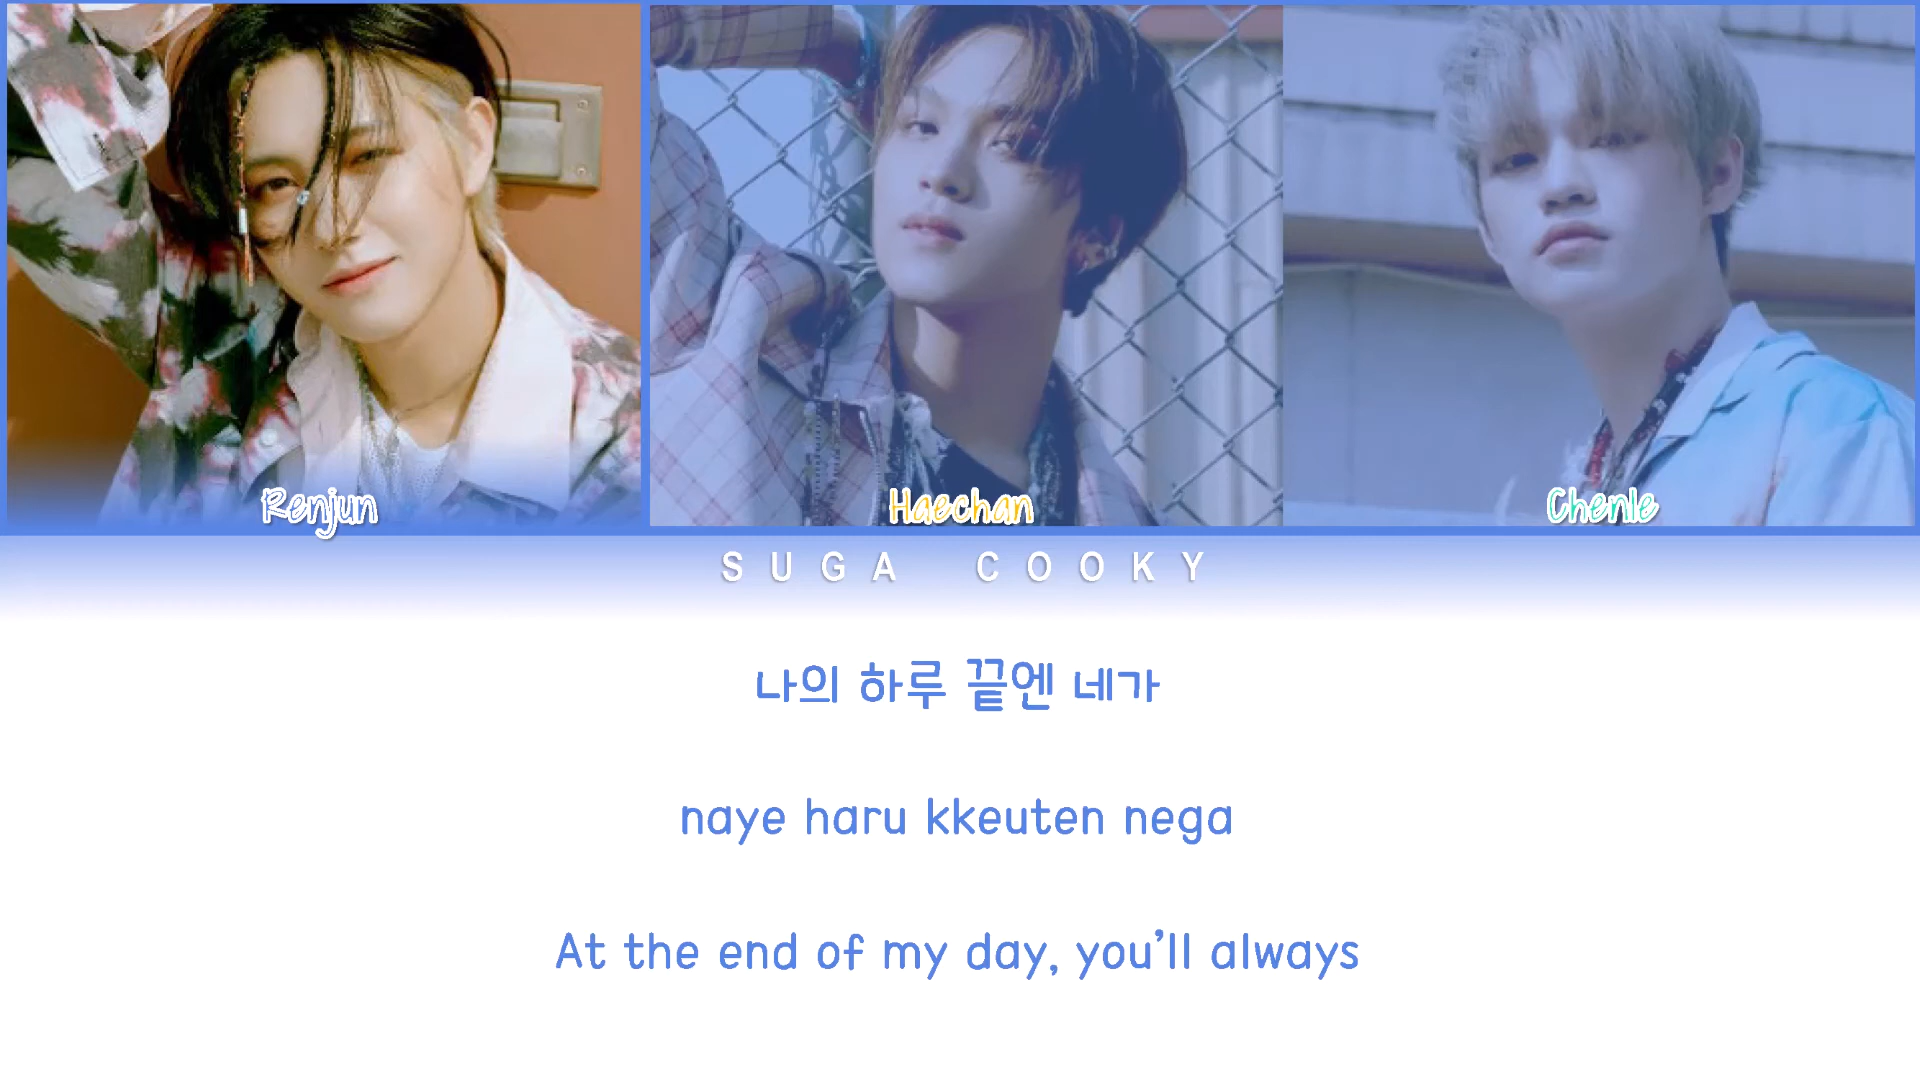 Renjun
Haechan
Chenle
SUGA COOKY
나의 하루 끝엔 네가
naye haru kkeuten nega
At the end of my day, you'll always